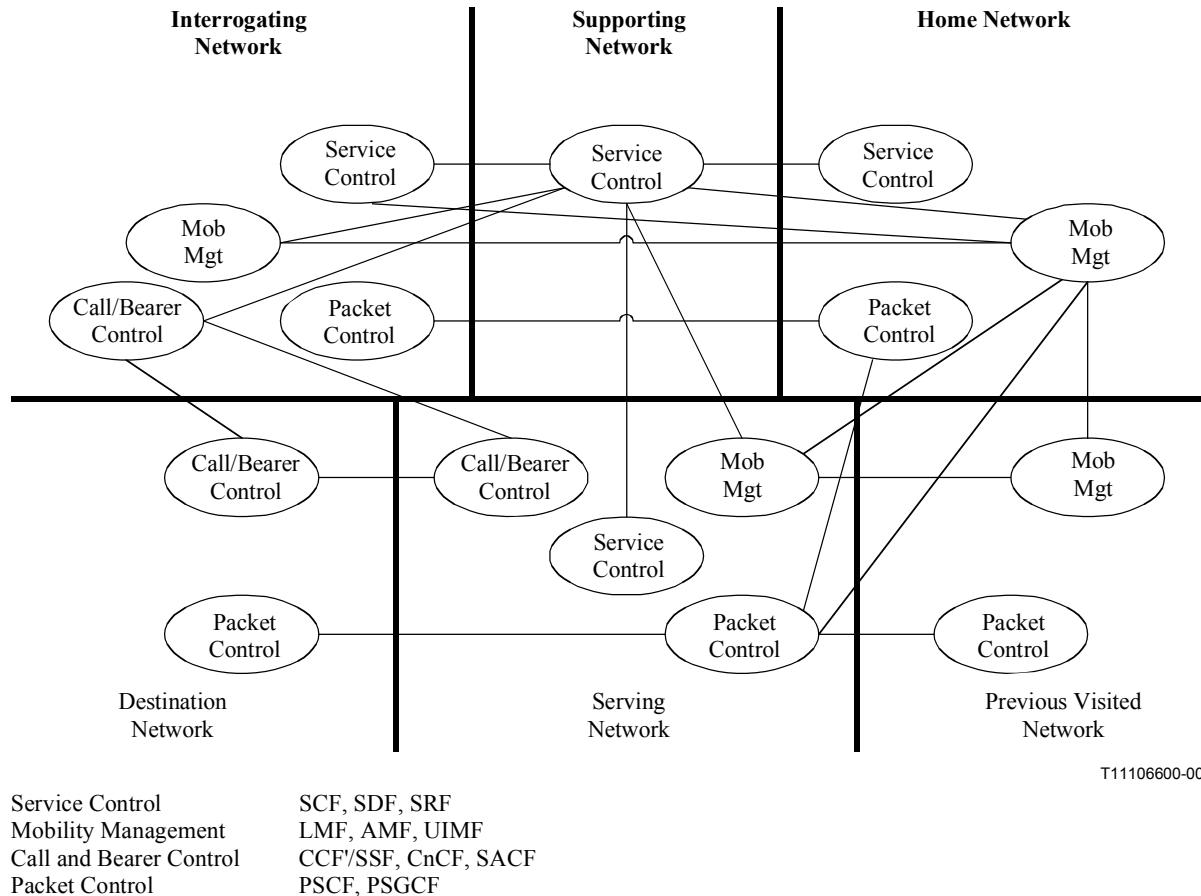 Interrogating
Network
Supporting
Network
Home Network
Service
Control
Service
Control
Service
Control
Mob
Mgt
Mob
Mgt
Call/Bearer
Control
Packet
Control
Packet
Control
Call/Bearer
Control
Call/Bearer
Control
Mob
Mgt
Mob
Mgt
Service
Control
Packet
Control
Packet
Control
Packet
Control
Destination
Network
Serving
Network
Previous Visited
Network
T11106600-00
Service Control SCF, SDF, SRF
Mobility Management LMF, AMF, UIMF
Call and Bearer Control CCF'/SSF, CnCF, SACF
Packet Control PSCF, PSGCF